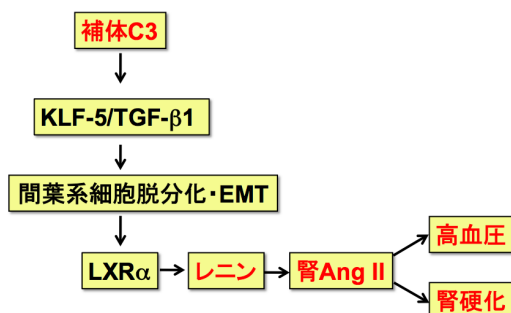 補体C3
KLF-5/TGF-β1
間葉系細胞脱分化・EMT
LXRα
レニン
腎Ang II
高血圧
腎硬化